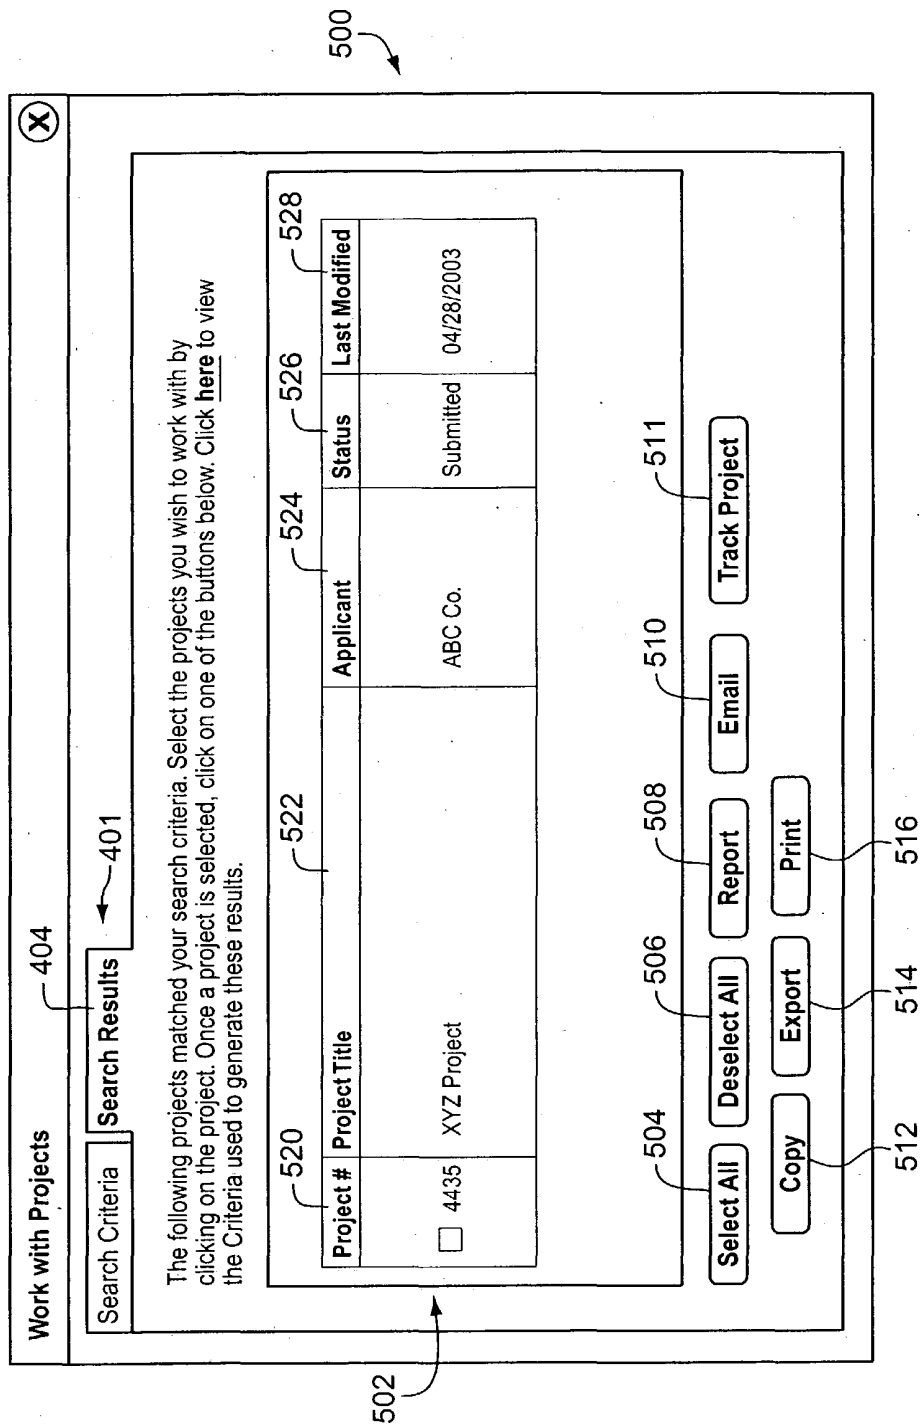 500
Work with Projects
X
404
401
Search Criteria
Search Results
The following projects matched your search criteria. Select the projects you wish to work with by
clicking on the project. Once a project is selected, click on one of the buttons below. Click here to view
the Criteria used to generate these results.
520
522
524
526
528
Project #
Project Title
Applicant
Status
Last Modified
4435
XYZ Project
ABC Co.
Submitted
04/28/2003
502
504
506
508
510
511
Select All
Deselect All
Report
Email
Track Project
Copy
Export
Print
512
514
516